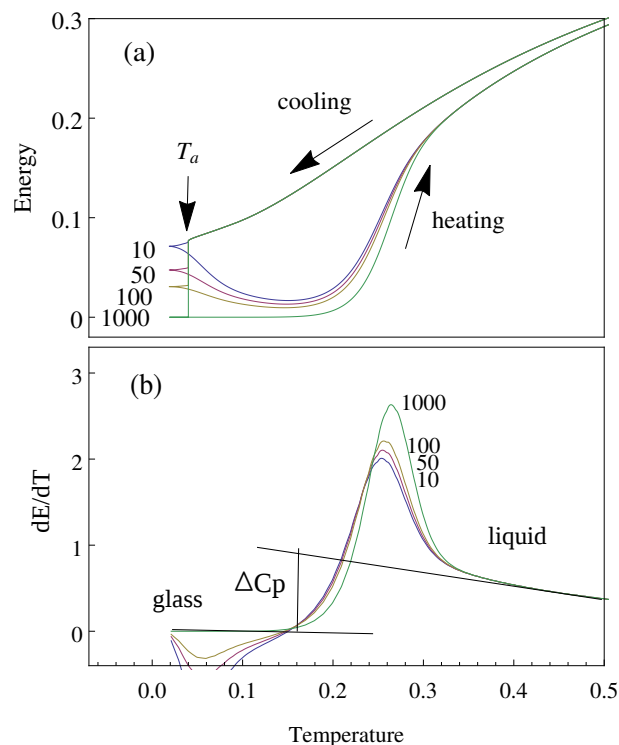 0.3
(a)
cooling
0.2
Tₐ
Energy
0.1
heating
10
50
100
0
1000
3
(b)
1000
100
50
10
2
dE/dT
liquid
1
ΔCp
glass
0
0.0 0.1 0.2 0.3 0.4 0.5
Temperature